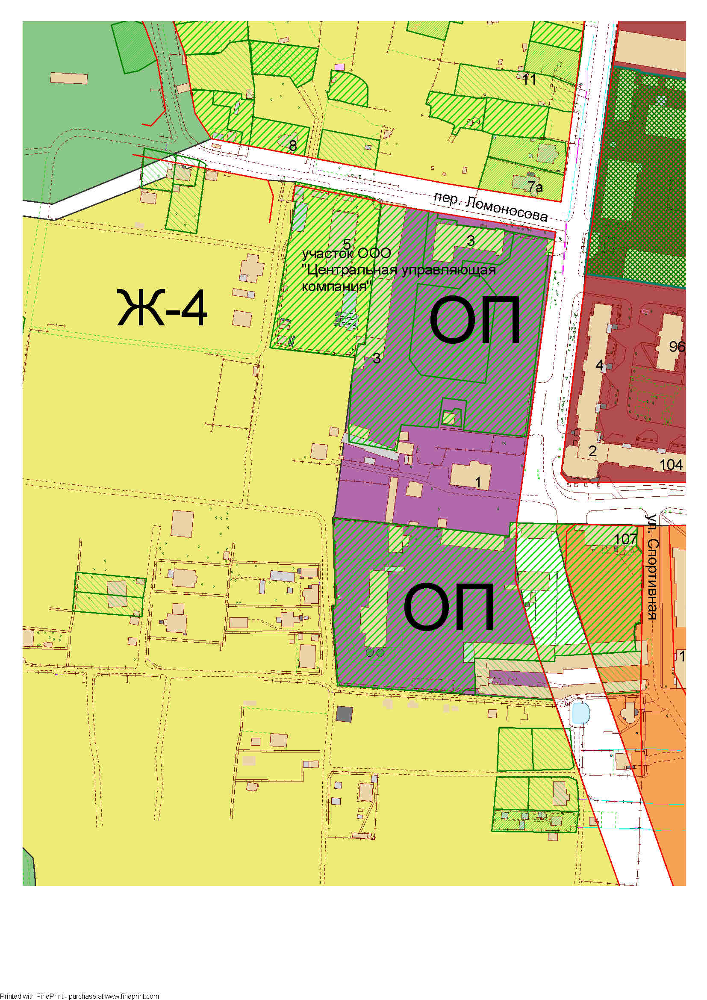 11
8
7а
пер. Ломоносова
5
3
участок ООО
"Центральная управляющая
компания"
Ж-4
ОП
96
4
3
2
104
1
ул. Спортивная
107
ОП
1
Printed with FinePrint - purchase at www.fineprint.com